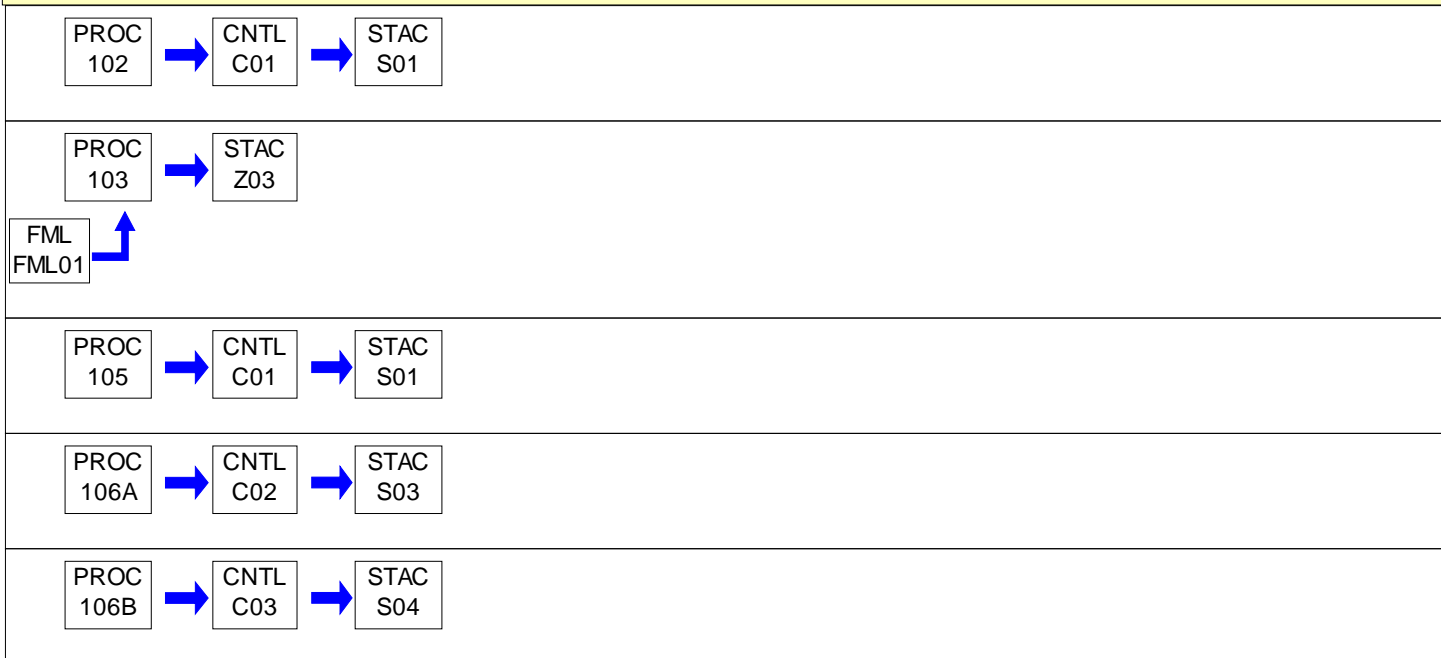 PROC
102
CNTL
C01
STAC
S01
PROC
103
STAC
Z03
FML
FML01
PROC
105
CNTL
C01
STAC
S01
PROC
106A
CNTL
C02
STAC
S03
PROC
106B
CNTL
C03
STAC
S04